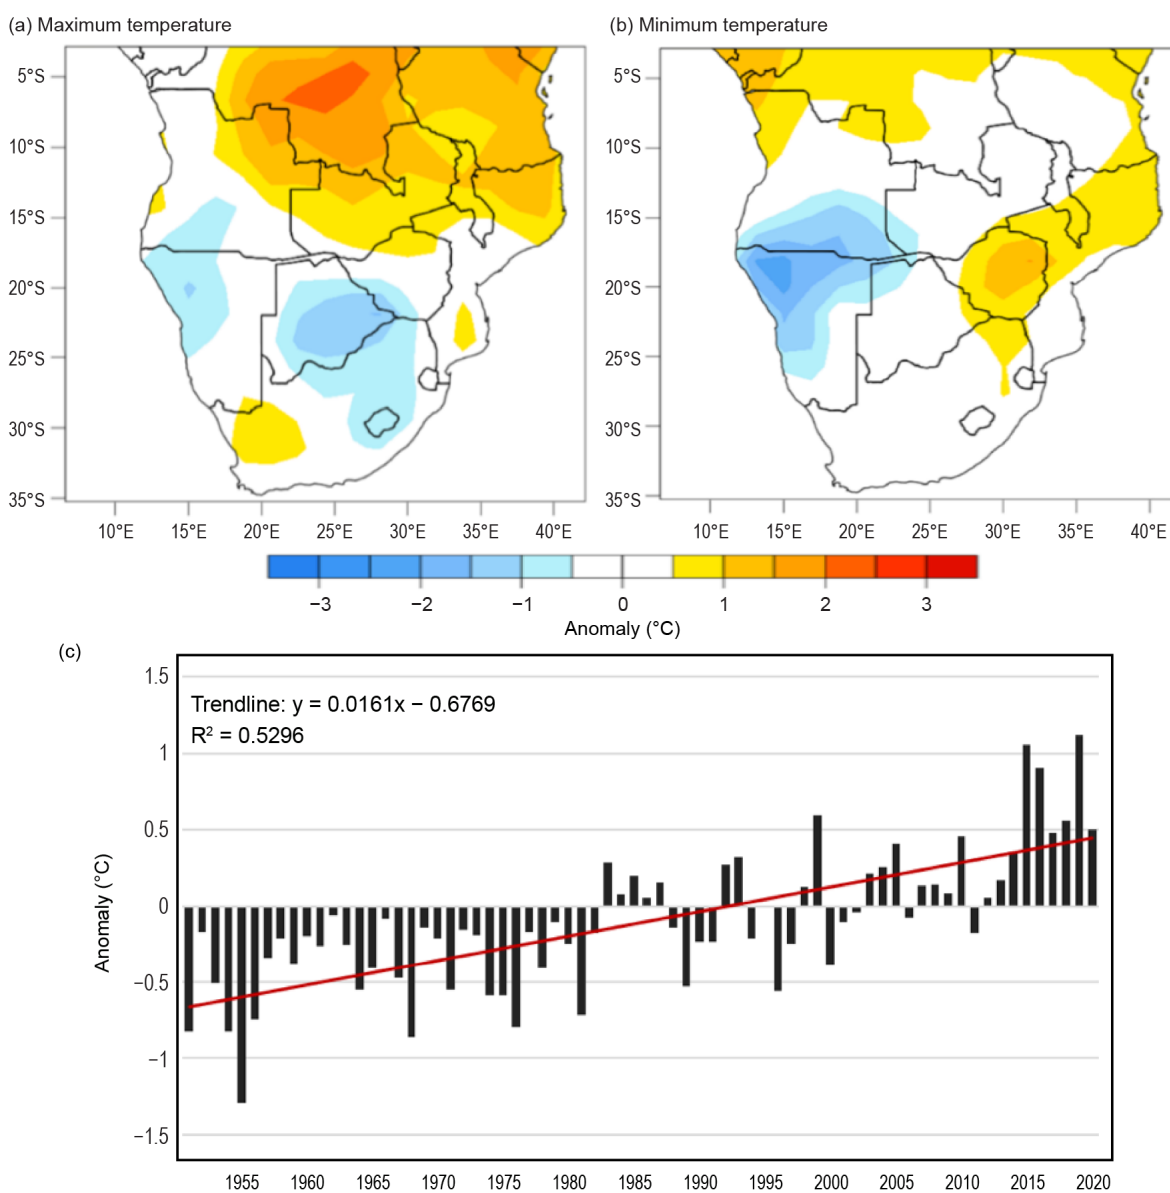 (a) Maximum temperature
(b) Minimum temperature
5°S
10°S
15°S
20°S
25°S
30°S
35°S
10°E 15°E 20°E 25°E 30°E 35°E 40°E
5°S
10°S
15°S
20°S
25°S
30°S
35°S
10°E 15°E 20°E 25°E 30°E 35°E 40°E
−3 −2 −1 0 1 2 3
Anomaly (°C)
(c)
Trendline: y = 0.0161x − 0.6769
R² = 0.5296
Anomaly (°C)
1.5
1
0.5
0
−0.5
−1
−1.5
1955 1960 1965 1970 1975 1980 1985 1990 1995 2000 2005 2010 2015 2020